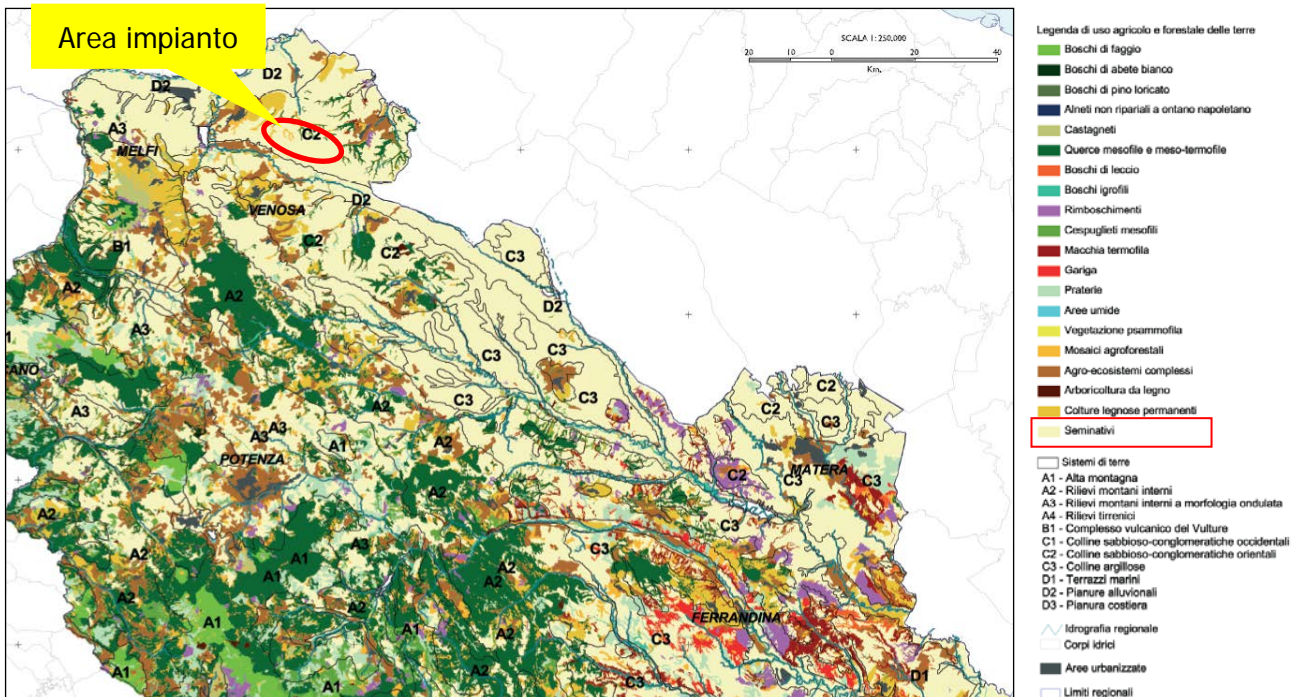 Area impianto
SCALA 1: 250.000
20 10 0 20 40
Km.
D2
D2
A3
C2
MELFI
D2
VENOSA
B1
C2
C2
C3
A2
A2
D2
A3
C3
C3
CANO
C3
C3
C2
C2
C3
A3
A2
A3
A3
A1
A2
POTENZA
C2
MATERA
C3
C3
A2
C3
A3
C3
A2
A1
A1
A2
A2
A2
A2
FERRANDINA
A1
A1
A2
C3
C3
A2
A1
A1
C3
D1
Legenda di uso agricolo e forestale delle terre
Boschi di faggio
Boschi di abete bianco
Boschi di pino loricato
Alneti non ripariali a ontano napoletano
Castagneti
Querce mesofile e meso-termofile
Boschi di leccio
Boschi igrofili
Rimboschimenti
Cespuglieti mesofili
Macchia termofila
Gariga
Praterie
Aree umide
Vegetazione psammofila
Mosaici agroforestali
Agro-ecosistemi complessi
Arboricoltura da legno
Colture legnose permanenti
Seminativi
Sistemi di terre
A1 - Alta montagna
A2 - Rilievi montani interni
A3 - Rilievi montani interni a morfologia ondulata
A4 - Rilievi tirrenici
B1 - Complesso vulcanico del Vulture
C1 - Colline sabbioso-conglomeratiche occidentali
C2 - Colline sabbioso-conglomeratiche orientali
C3 - Colline argillose
D1 - Terrazzi marini
D2 - Pianure alluvionali
D3 - Pianura costiera
Idrografia regionale
Corpi idrici
Aree urbanizzate
Limiti regionali